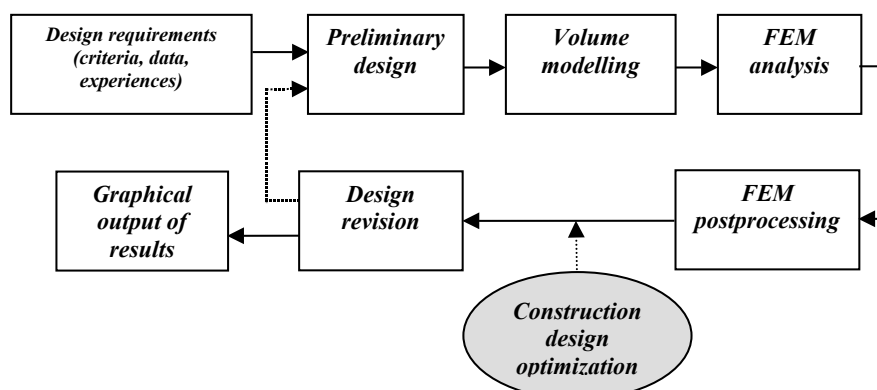 Design requirements
(criteria, data,
experiences)
Preliminary
design
Volume
modelling
FEM
analysis
Graphical
output of
results
Design
revision
FEM
postprocessing
Construction
design
optimization